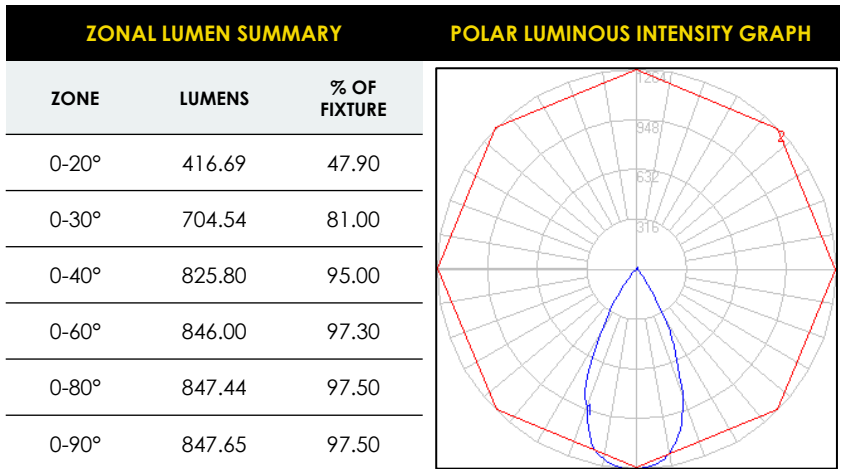 ZONAL LUMEN SUMMARY
ZONE LUMENS % OF FIXTURE
0-20° 416.69 47.90
0-30° 704.54 81.00
0-40° 825.80 95.00
0-60° 846.00 97.30
0-80° 847.44 97.50
0-90° 847.65 97.50
POLAR LUMINOUS INTENSITY GRAPH
1264
948
2
632
316
1